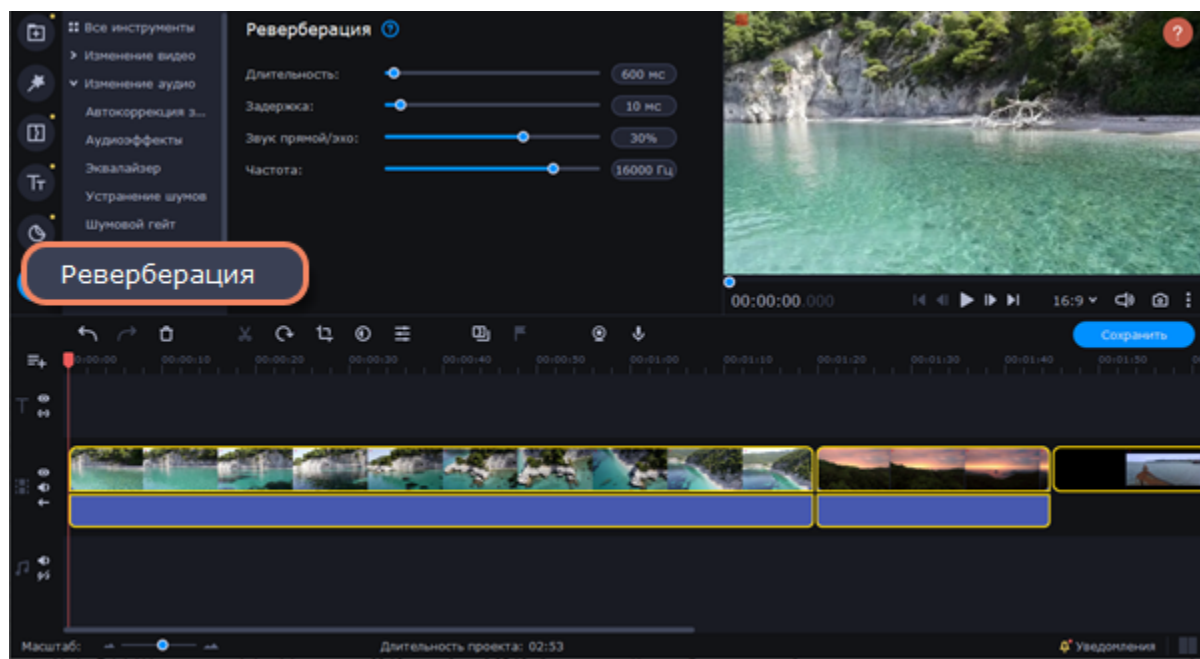 Все инструменты
Изменение видео
Изменение аудио
Автокоррекция з...
Аудиоэффекты
Эквалайзер
Устранение шумов
Шумовой гейт
Реверберация
Реверберация ?
Длительность: 600 мс
Задержка: 10 мс
Звук прямой/эхо: 30%
Частота: 16000 Гц
?
00:00:00.000
16:9
Сохранить
0:00:00 00:00:10 00:00:20 00:00:30 00:00:40 00:00:50 00:01:00 00:01:10 00:01:20 00:01:30 00:01:40 00:01:50
Масштаб:
Длительность проекта: 02:53
Уведомления